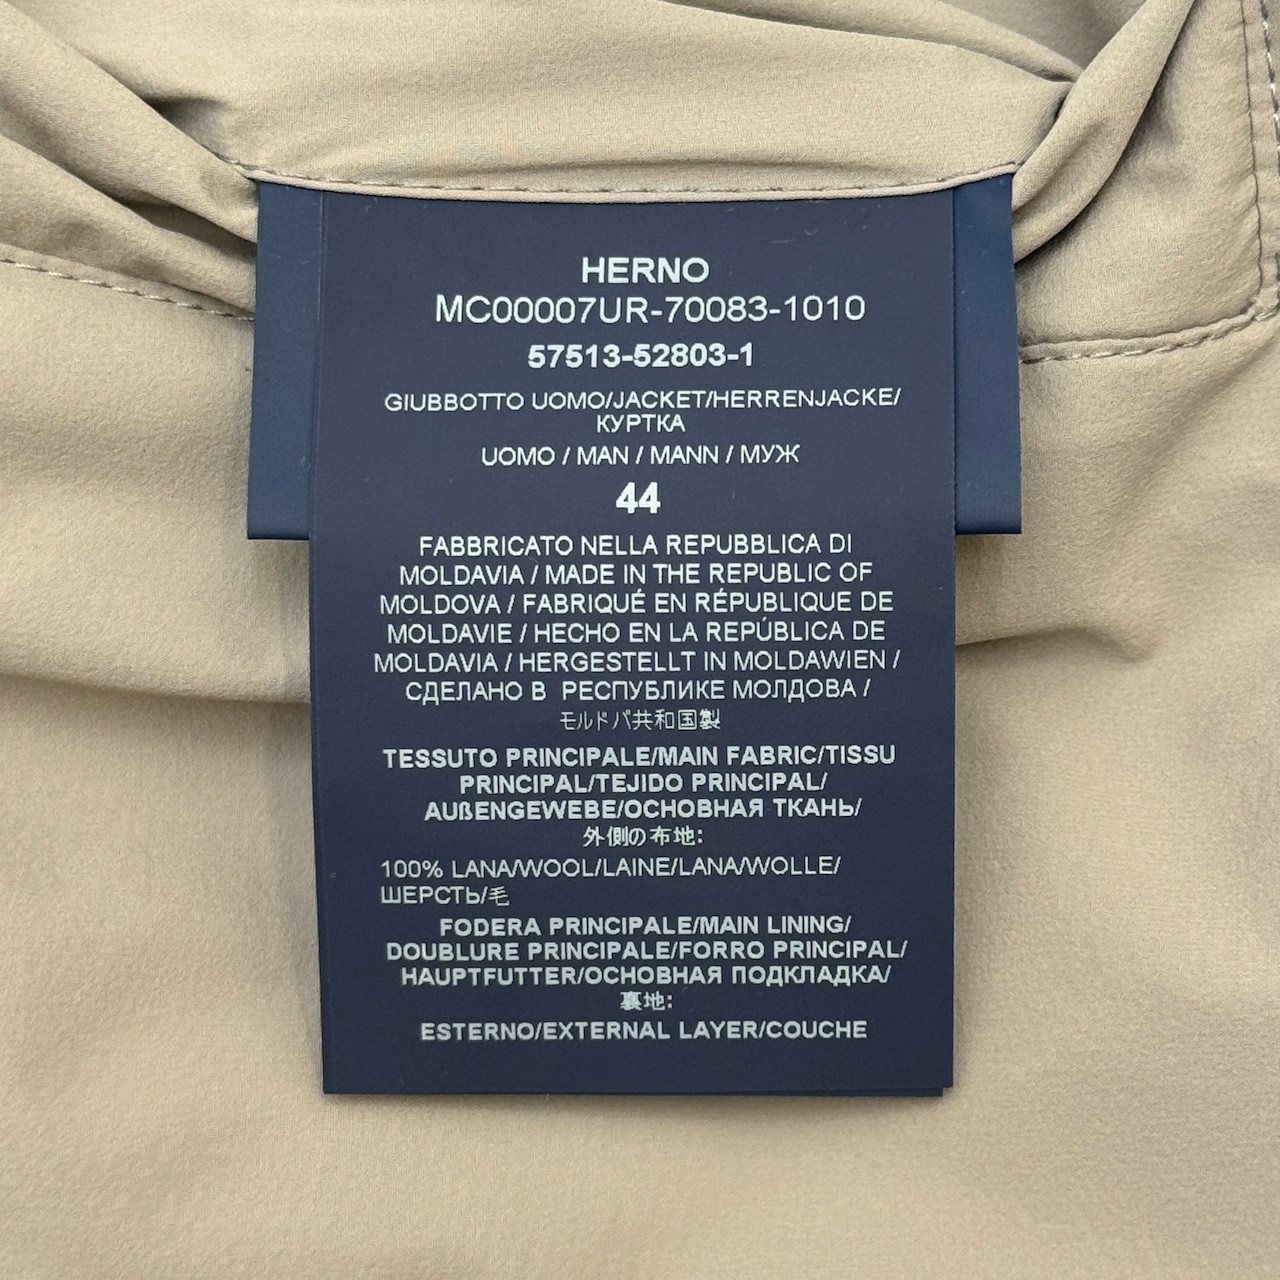 HERNO
MC00007UR-70083-1010
57513-52803-1
GIUBBOTTO UOMO/JACKET/HERRENJACKE/
КУРТКА
UOMO / MAN / MANN / МУЖ
44
FABBRICATO NELLA REPUBBLICA DI
MOLDAVIA / MADE IN THE REPUBLIC OF
MOLDOVA / FABRIQUÉ EN RÉPUBLIQUE DE
MOLDAVIE / HECHO EN LA REPÚBLICA DE
MOLDAVIA / HERGESTELLT IN MOLDAWIEN /
СДЕЛАНО В РЕСПУБЛИКЕ МОЛДОВА /
モルドバ共和国製
TESSUTO PRINCIPALE/MAIN FABRIC/TISSU
PRINCIPAL/TEJIDO PRINCIPAL/
AUßENGEWEBE/ОСНОВНАЯ ТКАНЬ/
外側の布地:
100% LANA/WOOL/LAINE/LANA/WOLLE/
ШЕРСТЬ/毛
FODERA PRINCIPALE/MAIN LINING/
DOUBLURE PRINCIPALE/FORRO PRINCIPAL/
HAUPTFUTTER/ОСНОВНАЯ ПОДКЛАДКА/
裏地:
ESTERNO/EXTERNAL LAYER/COUCHE